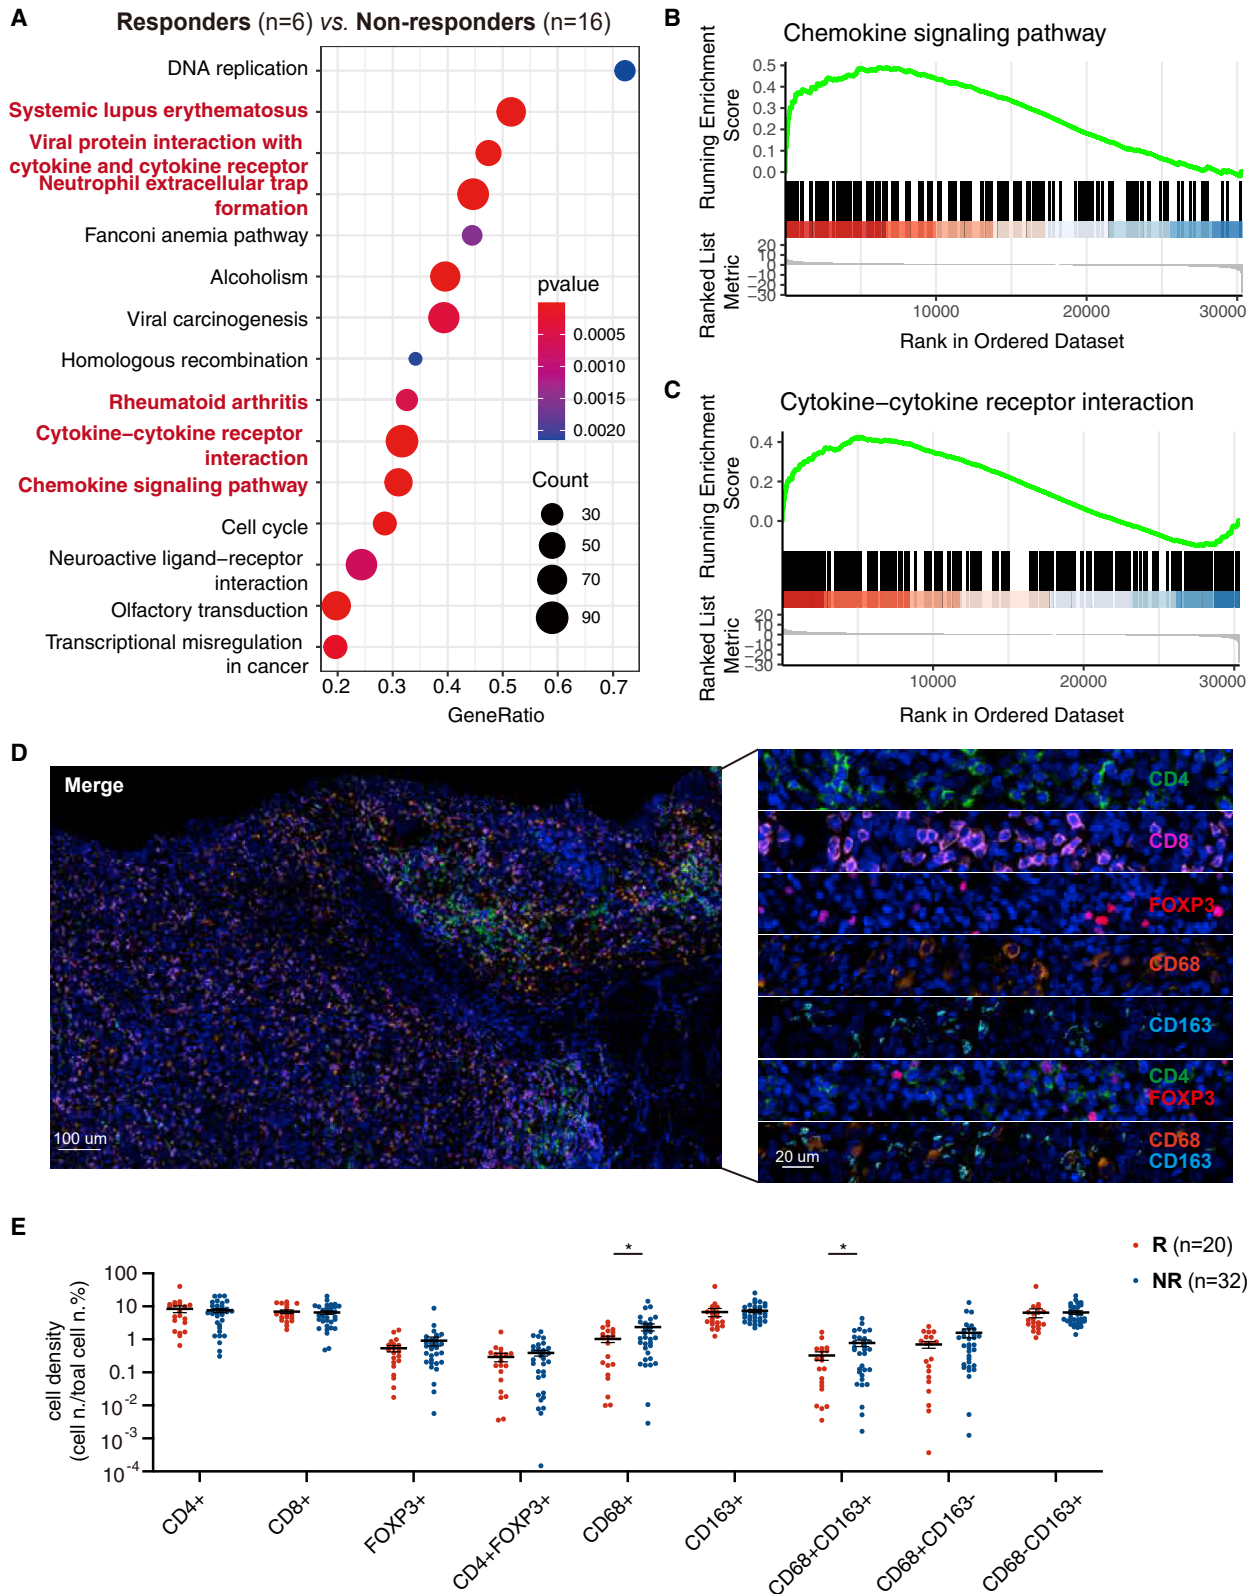 A
Responders (n=6) vs. Non-responders (n=16)
DNA replication
Systemic lupus erythematosus
Viral protein interaction with
cytokine and cytokine receptor
Neutrophil extracellular trap
formation
Fanconi anemia pathway
Alcoholism
Viral carcinogenesis
Homologous recombination
Rheumatoid arthritis
Cytokine−cytokine receptor
interaction
Chemokine signaling pathway
Cell cycle
Neuroactive ligand−receptor
interaction
Olfactory transduction
Transcriptional misregulation
in cancer
0.2 0.3 0.4 0.5 0.6 0.7
GeneRatio
pvalue
0.0005
0.0010
0.0015
0.0020
Count
30
50
70
90
B
Chemokine signaling pathway
Running Enrichment
Score
0.5
0.4
0.3
0.2
0.1
0.0
Ranked List
Metric
20
10
0
−10
−20
−30
10000 20000 30000
Rank in Ordered Dataset
C
Cytokine−cytokine receptor interaction
Running Enrichment
Score
0.4
0.2
0.0
Ranked List
Metric
20
10
0
−10
−20
−30
10000 20000 30000
Rank in Ordered Dataset
D
Merge
100 um
CD4
CD8
FOXP3
CD68
CD163
CD4
FOXP3
CD68
CD163
20 um
E
R (n=20)
NR (n=32)
* *
cell density
(cell n./toal cell n.%)
100
10
1
0.1
10-2
10-3
10-4
CD4+
CD8+
FOXP3+
CD4+FOXP3+
CD68+
CD163+
CD68+CD163+
CD68+CD163-
CD68-CD163+